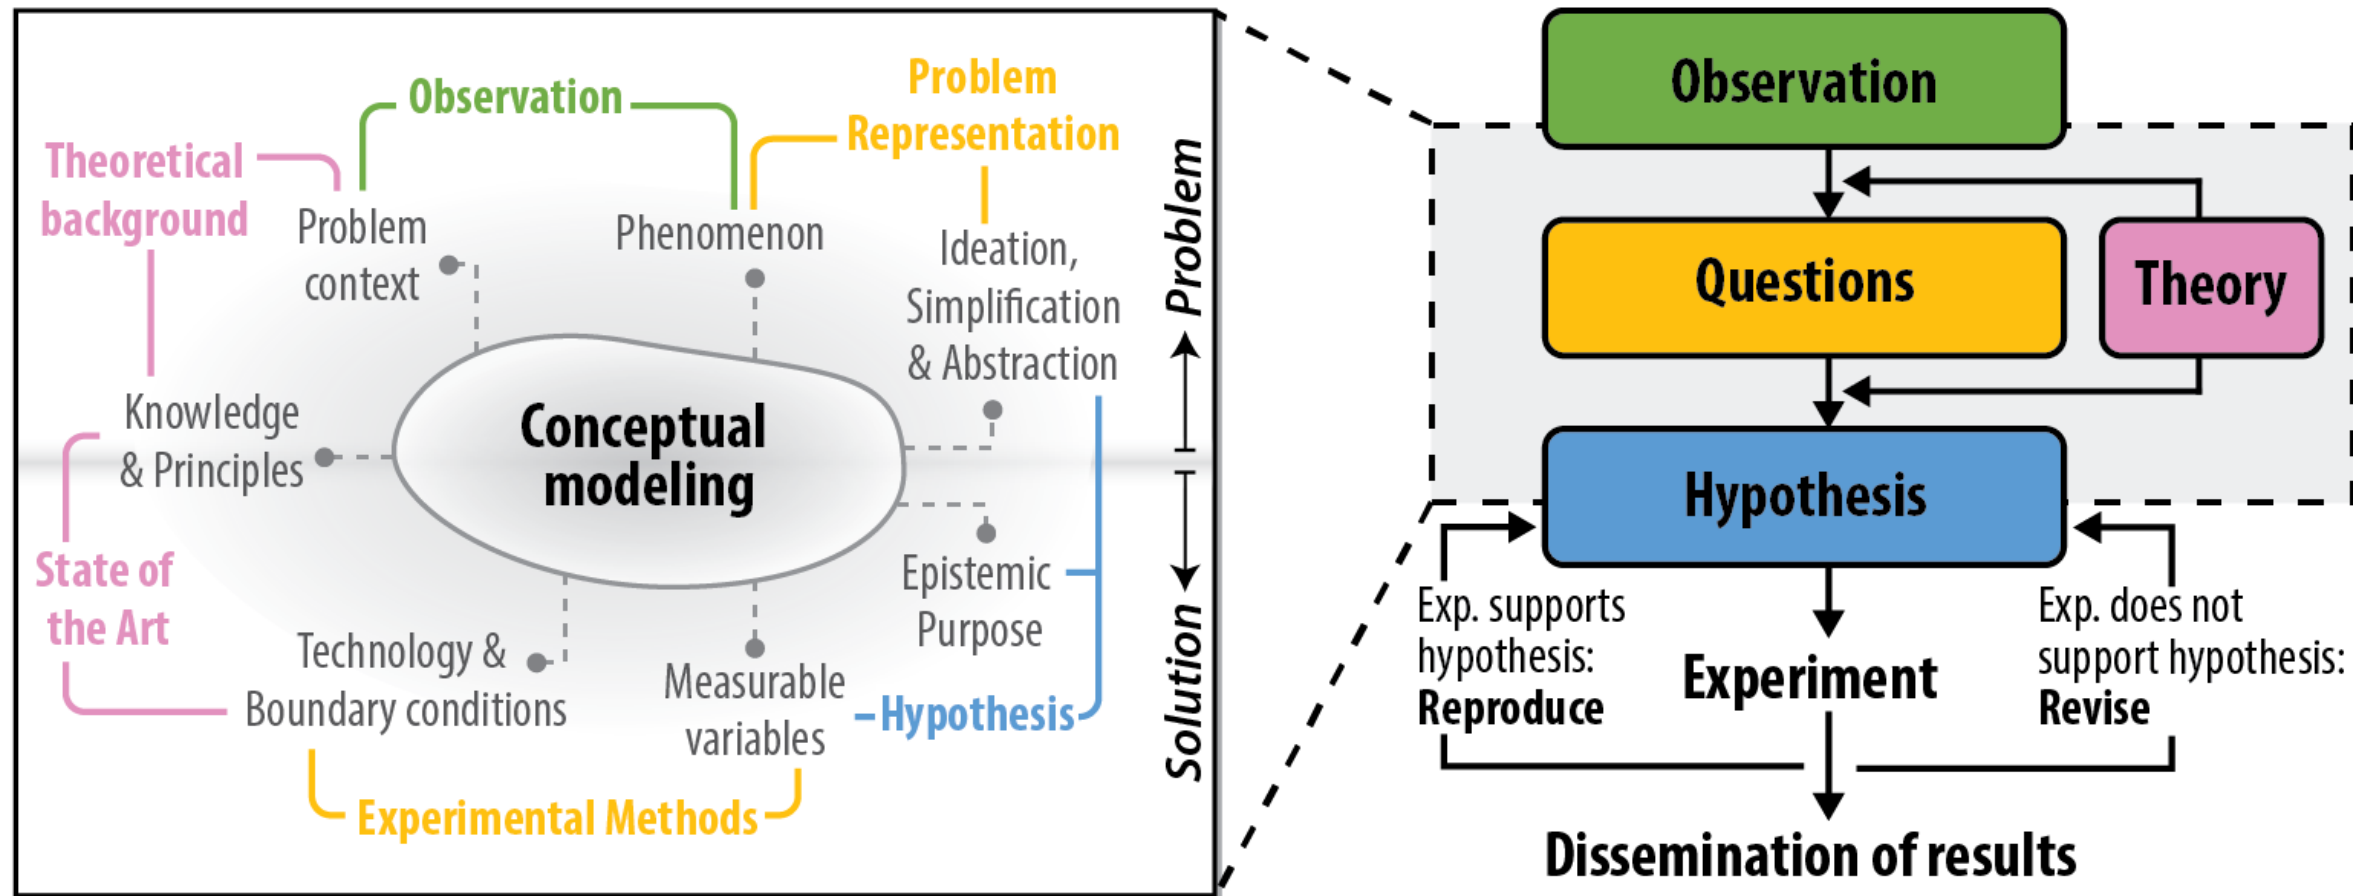 Observation
Problem
Representation
Theoretical
background
Problem
context
Phenomenon
Ideation,
Simplification
& Abstraction
Problem
Knowledge
& Principles
Conceptual
modeling
State of
the Art
Epistemic
Purpose
Technology &
Boundary conditions
Measurable
variables
Hypothesis
Solution
Experimental Methods
Observation
Questions
Theory
Hypothesis
Exp. supports
hypothesis:
Reproduce
Experiment
Exp. does not
support hypothesis:
Revise
Dissemination of results